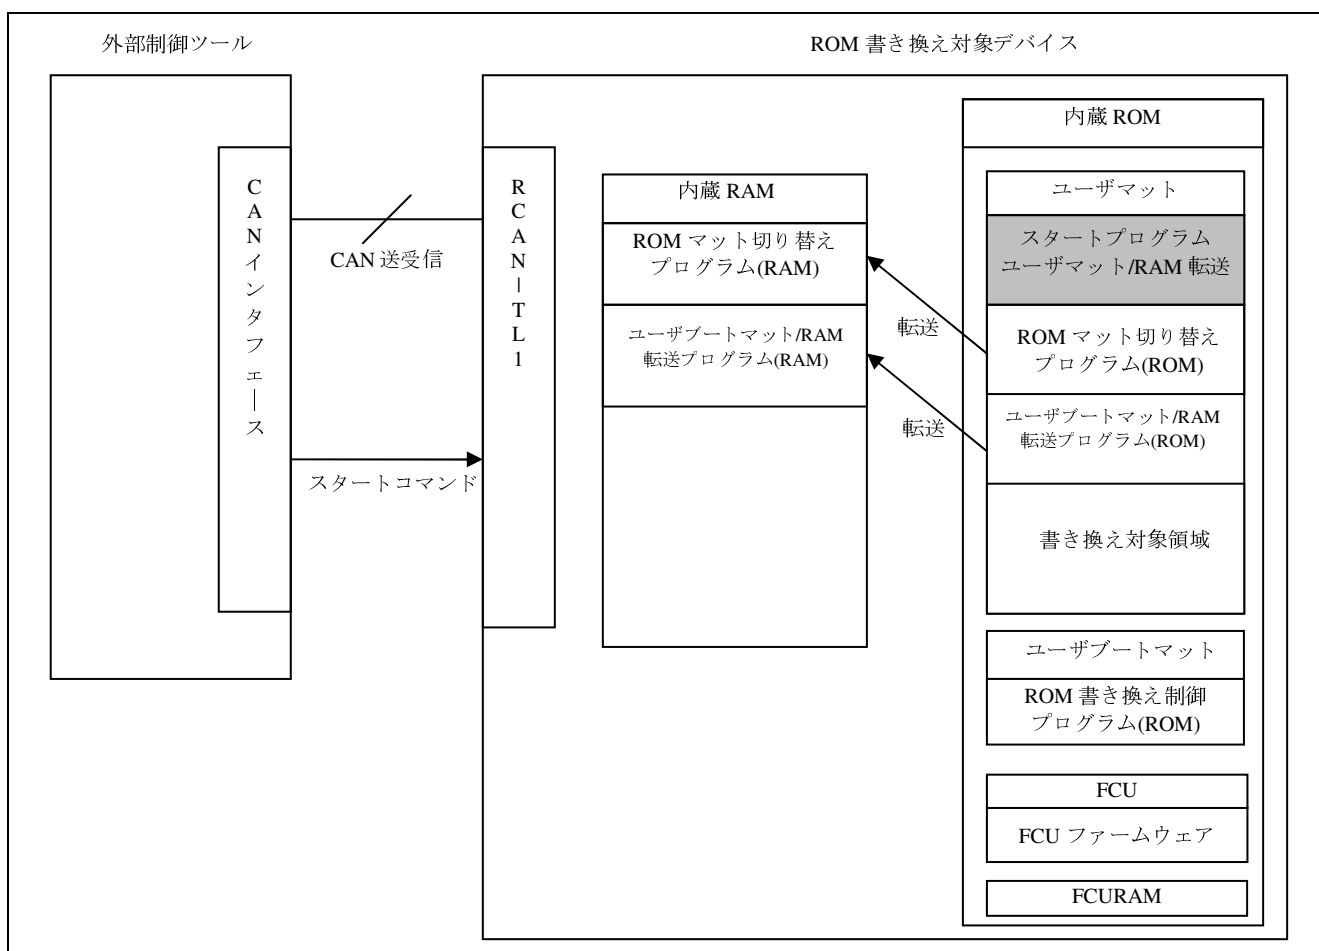 外部制御ツール
ROM 書き換え対象デバイス
CANインタフェース
CAN 送受信
スタートコマンド
RCAN-TL1
内蔵 RAM
ROM マット切り替え
プログラム(RAM)
ユーザブートマット/RAM
転送プログラム(RAM)
転送
転送
内蔵 ROM
ユーザマット
スタートプログラム
ユーザマット/RAM 転送
ROM マット切り替え
プログラム(ROM)
ユーザブートマット/RAM
転送プログラム(ROM)
書き換え対象領域
ユーザブートマット
ROM 書き換え制御
プログラム(ROM)
FCU
FCU ファームウェア
FCURAM